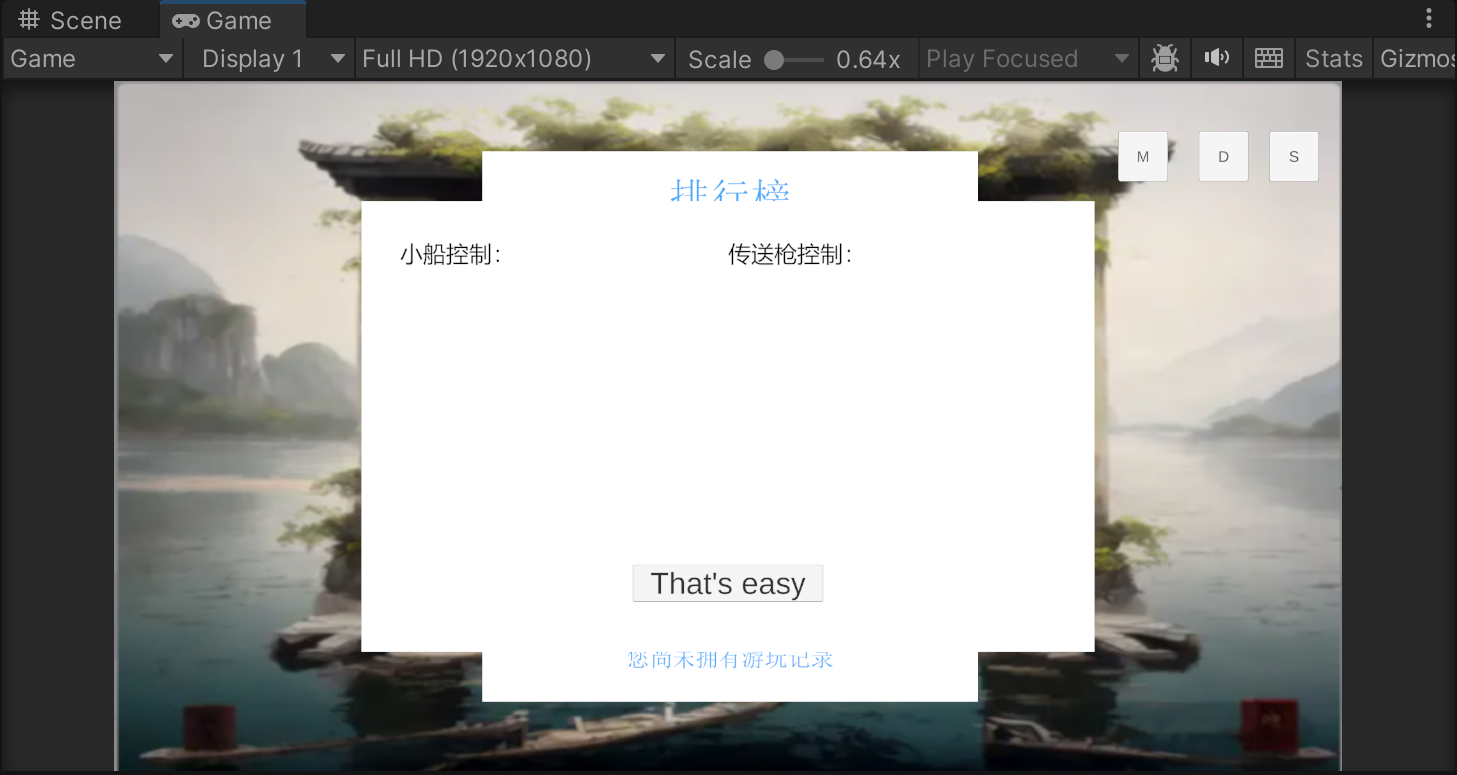 Scene
Game
Game
Display 1
Full HD (1920x1080)
Scale
0.64x
Play Focused
Stats
Gizmos
M
D
S
排行榜
小船控制：
传送枪控制：
That's easy
您尚未拥有游玩记录